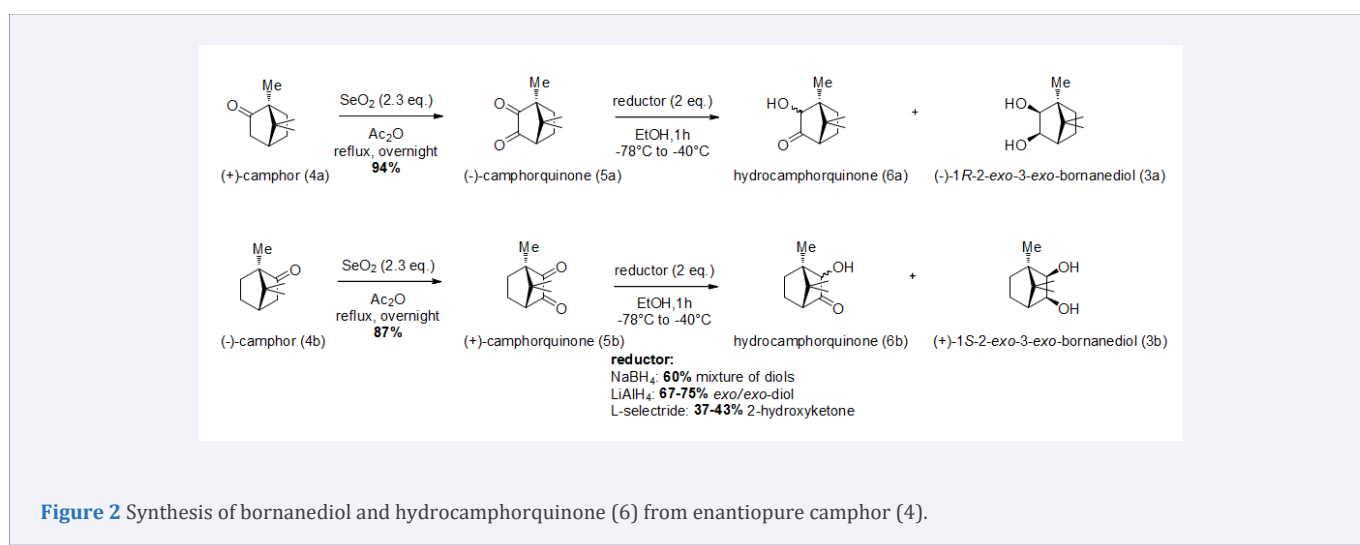 Me
O
SeO₂ (2.3 eq.)
Ac₂O
reflux, overnight
94%
(+)-camphor (4a)
Me
O
O
(-)-camphorquinone (5a)
reductor (2 eq.)
EtOH,1h
-78°C to -40°C
Me
HO
O
hydrocamphorquinone (6a)
+
Me
HO
HO
(-)-1R-2-exo-3-exo-bornanediol (3a)
Me
O
(-)-camphor (4b)
SeO₂ (2.3 eq.)
Ac₂O
reflux, overnight
87%
Me
O
O
(+)-camphorquinone (5b)
reductor (2 eq.)
EtOH,1h
-78°C to -40°C
Me
OH
O
hydrocamphorquinone (6b)
+
Me
OH
OH
(+)-1S-2-exo-3-exo-bornanediol (3b)
reductor:
NaBH₄: 60% mixture of diols
LiAlH₄: 67-75% exo/exo-diol
L-selectride: 37-43% 2-hydroxyketone
Figure 2 Synthesis of bornanediol and hydrocamphorquinone (6) from enantiopure camphor (4).